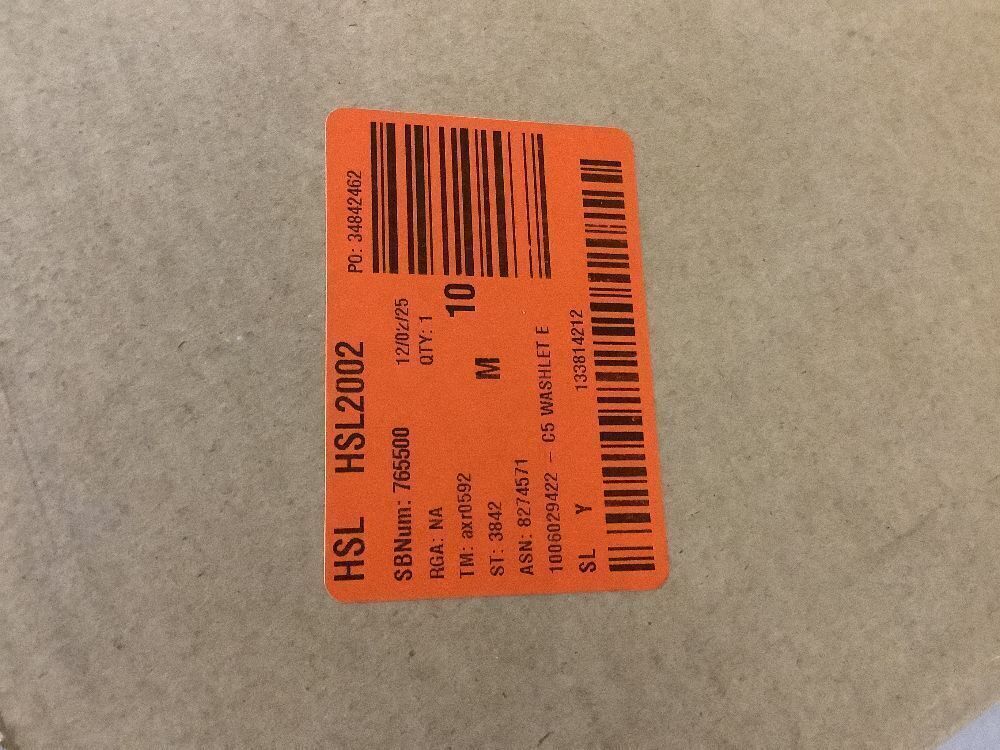 HSL HSL2002 PO: 34842462
SBNum: 765500 12/02/25
RGA: NA QTY: 1
TM: axr0592 10
ST: 3842 M
ASN: 8274571
1006029422 - C5 WASHLET E
SL Y 133814212